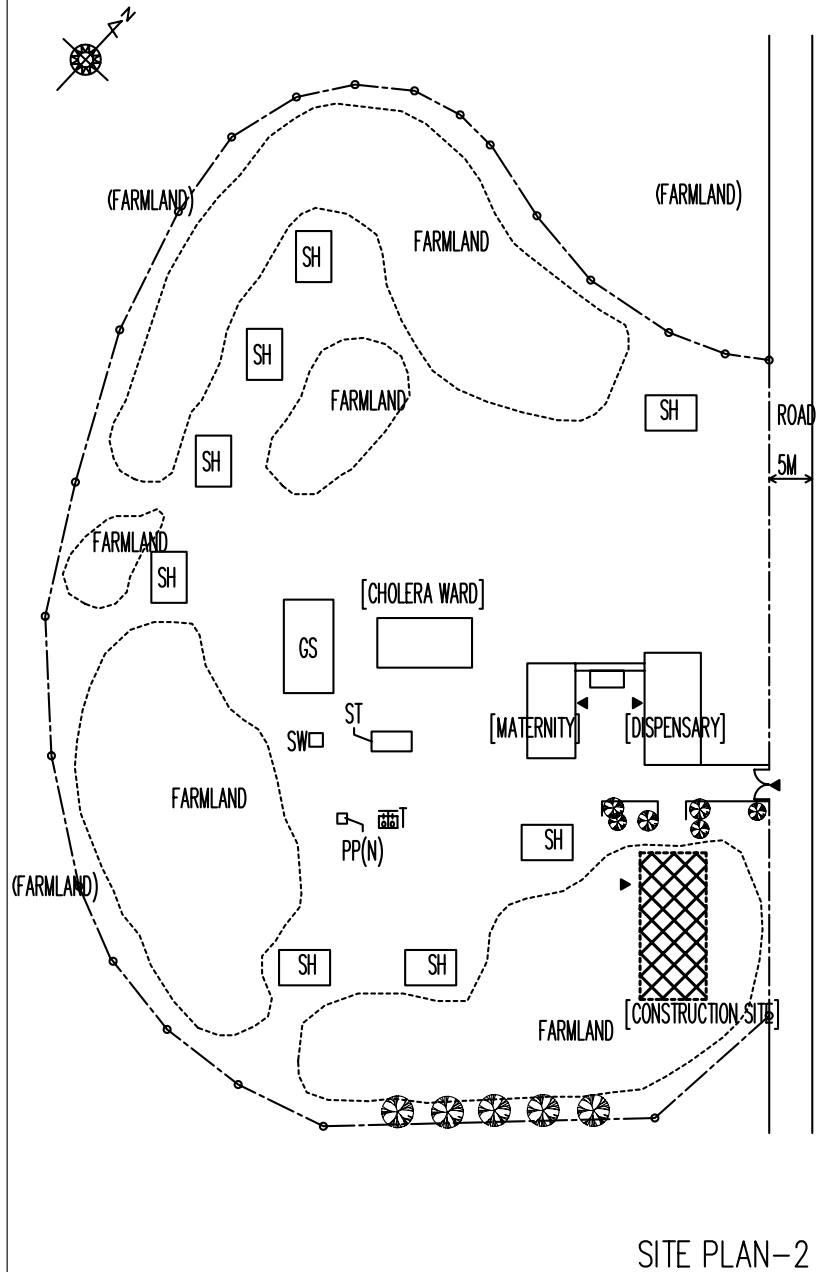 N
(FARMLAND)
(FARMLAND)
FARMLAND
SH
SH
FARMLAND
SH
ROAD
SH
5M
FARMLAND
SH
[CHOLERA WARD]
GS
ST
[MATERNITY]
[DISPENSARY]
SW
FARMLAND
T
PP(N)
SH
(FARMLAND)
SH
SH
[CONSTRUCTION SITE]
FARMLAND
SITE PLAN-2